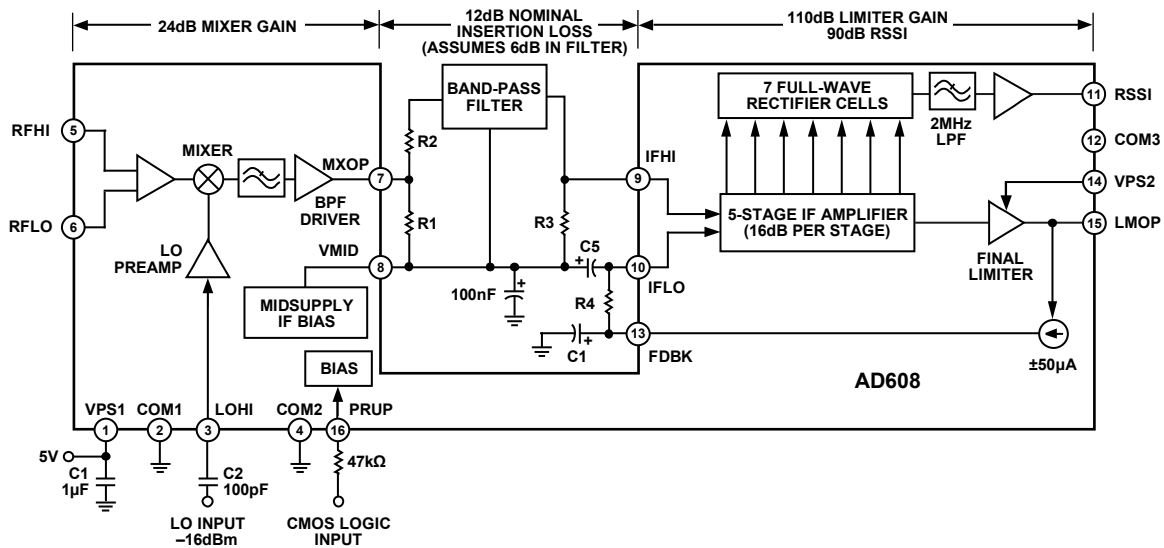 24dB MIXER GAIN
12dB NOMINAL
INSERTION LOSS
(ASSUMES 6dB IN FILTER)
110dB LIMITER GAIN
90dB RSSI
RFHI
5
RFLO
6
MIXER
LO
PREAMP
BPF
DRIVER
MXOP
7
VMID
8
MIDSUPPLY
IF BIAS
BAND-PASS
FILTER
R2
R1
R3
100nF
+
C5
+
R4
C1
+
IFHI
9
10
IFLO
13
FDBK
7 FULL-WAVE
RECTIFIER CELLS
2MHz
LPF
5-STAGE IF AMPLIFIER
(16dB PER STAGE)
FINAL
LIMITER
11
RSSI
12
COM3
14
VPS2
15
LMOP
±50µA
AD608
BIAS
VPS1
COM1
LOHI
COM2
PRUP
1
2
3
4
16
5V
C1
1µF
C2
100pF
47kΩ
LO INPUT
–16dBm
CMOS LOGIC
INPUT